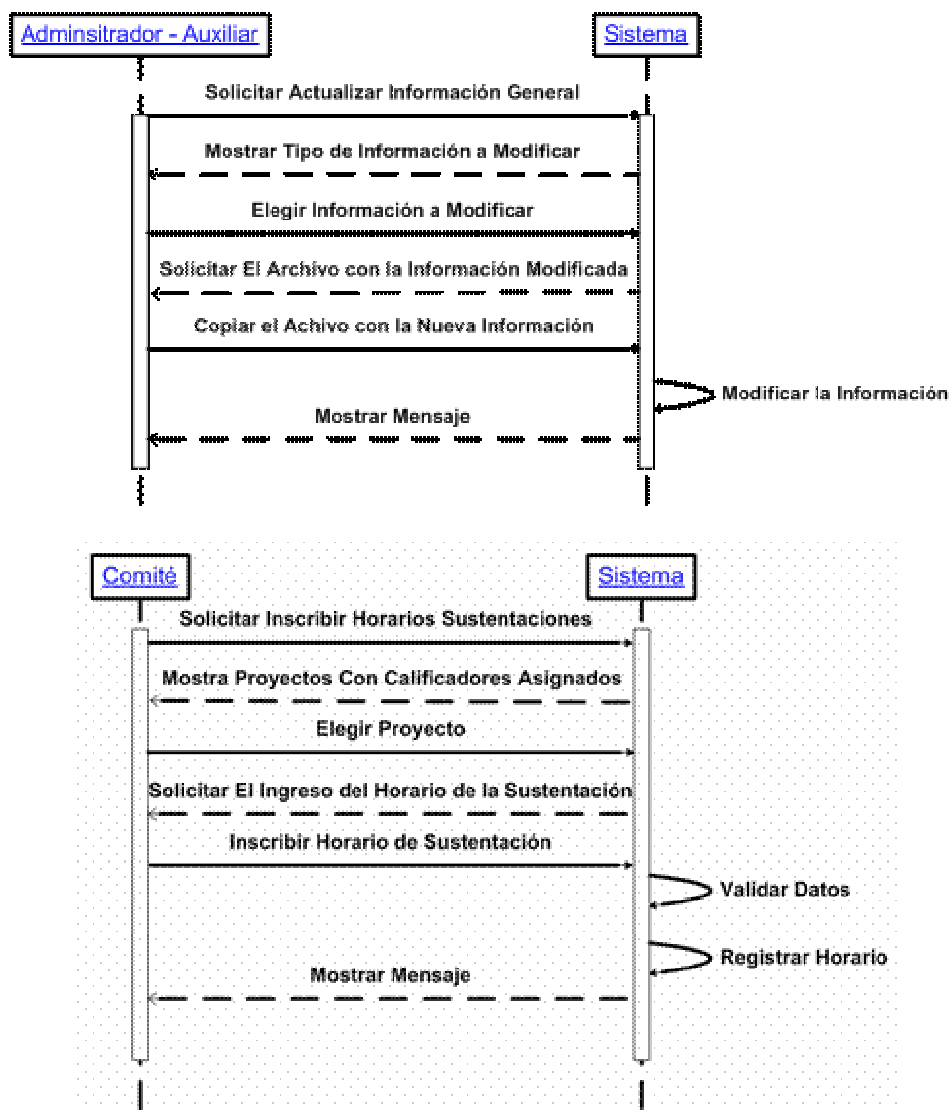 Adminsitrador - Auxiliar
Sistema
Solicitar Actualizar Información General
Mostrar Tipo de Información a Modificar
Elegir Información a Modificar
Solicitar El Archivo con la Información Modificada
Copiar el Achivo con la Nueva Información
Modificar la Información
Mostrar Mensaje
Comité
Sistema
Solicitar Inscribir Horarios Sustentaciones
Mostra Proyectos Con Calificadores Asignados
Elegir Proyecto
Solicitar El Ingreso del Horario de la Sustentación
Inscribir Horario de Sustentación
Validar Datos
Registrar Horario
Mostrar Mensaje